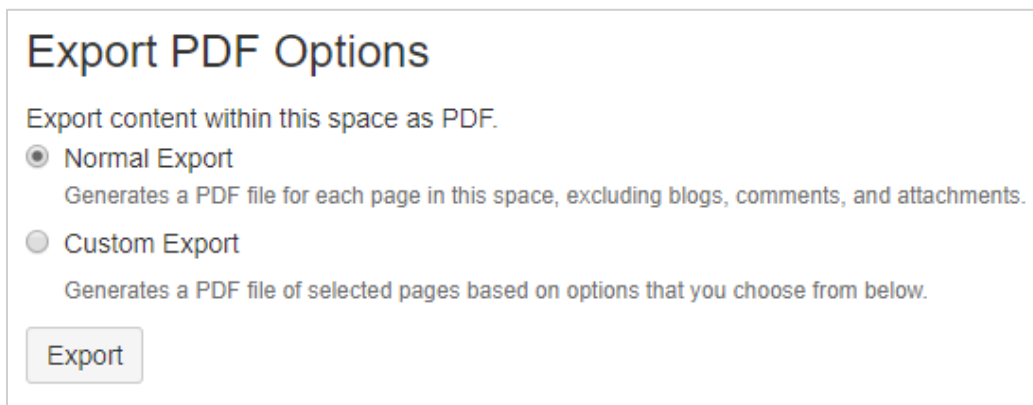 Export PDF Options
Export content within this space as PDF.
Normal Export
Generates a PDF file for each page in this space, excluding blogs, comments, and attachments.
Custom Export
Generates a PDF file of selected pages based on options that you choose from below.
Export